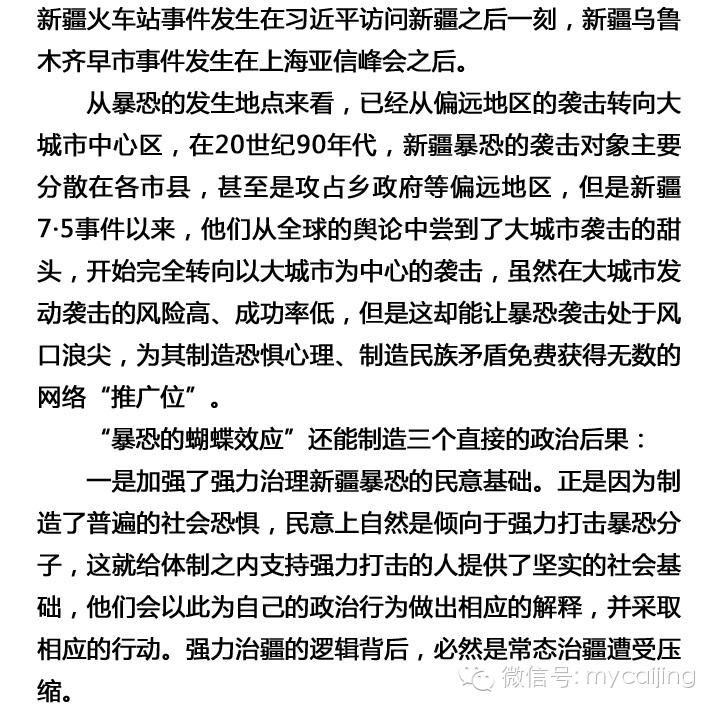 新疆火车站事件发生在习近平访问新疆之后一刻，新疆乌鲁
木齐早市事件发生在上海亚信峰会之后。
从暴恐的发生地点来看，已经从偏远地区的袭击转向大
城市中心区，在20世纪90年代，新疆暴恐的袭击对象主要
分散在各市县，甚至是攻占乡政府等偏远地区，但是新疆
7·5事件以来，他们从全球的舆论中尝到了大城市袭击的甜
头，开始完全转向以大城市为中心的袭击，虽然在大城市发
动袭击的风险高、成功率低，但是这却能让暴恐袭击处于风
口浪尖，为其制造恐惧心理、制造民族矛盾免费获得无数的
网络“推广位”。
“暴恐的蝴蝶效应”还能制造三个直接的政治后果：
一是加强了强力治理新疆暴恐的民意基础。正是因为制
造了普遍的社会恐惧，民意上自然是倾向于强力打击暴恐分
子，这就给体制之内支持强力打击的人提供了坚实的社会基
础，他们会以此为自己的政治行为做出相应的解释，并采取
相应的行动。强力治疆的逻辑背后，必然是常态治疆遭受压
缩。
微信号: mycaijing